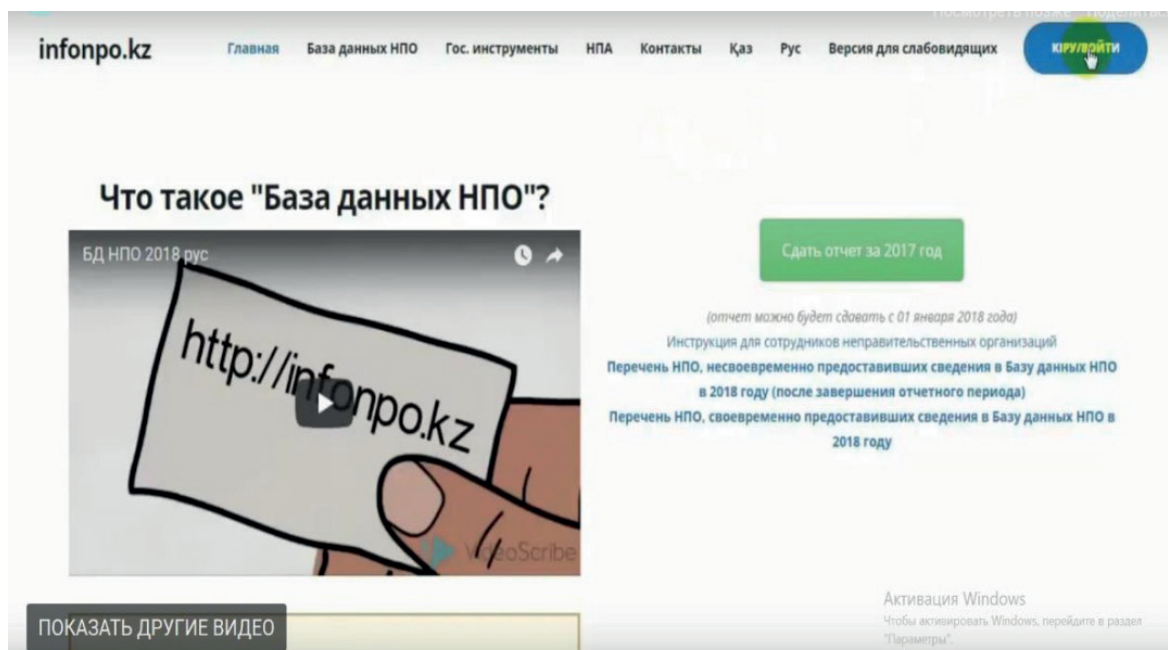 Посмотреть позже Поделиться
infonpo.kz Главная База данных НПО Гос. инструменты НПА Контакты Қаз Рус Версия для слабовидящих КІРУ/ВОЙТИ
Что такое "База данных НПО"?
БД НПО 2018 рус
http://infonpo.kz
VideoScribe
Сдать отчет за 2017 год
(отчет можно будет сдавать с 01 января 2018 года)
Инструкция для сотрудников неправительственных организаций
Перечень НПО, несвоевременно предоставивших сведения в Базу данных НПО
в 2018 году (после завершения отчетного периода)
Перечень НПО, своевременно предоставивших сведения в Базу данных НПО в
2018 году
ПОКАЗАТЬ ДРУГИЕ ВИДЕО
Активация Windows
Чтобы активировать Windows, перейдите в раздел
"Параметры".